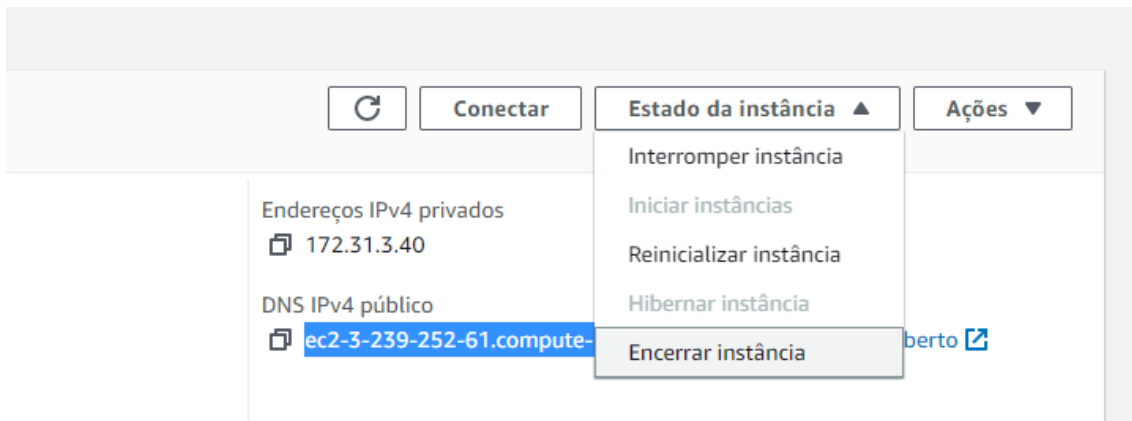 Conectar
Estado da instância
Ações
Interromper instância
Iniciar instâncias
Reinicializar instância
Hibernar instância
Encerrar instância
Endereços IPv4 privados
172.31.3.40
DNS IPv4 público
ec2-3-239-252-61.compute-
berto